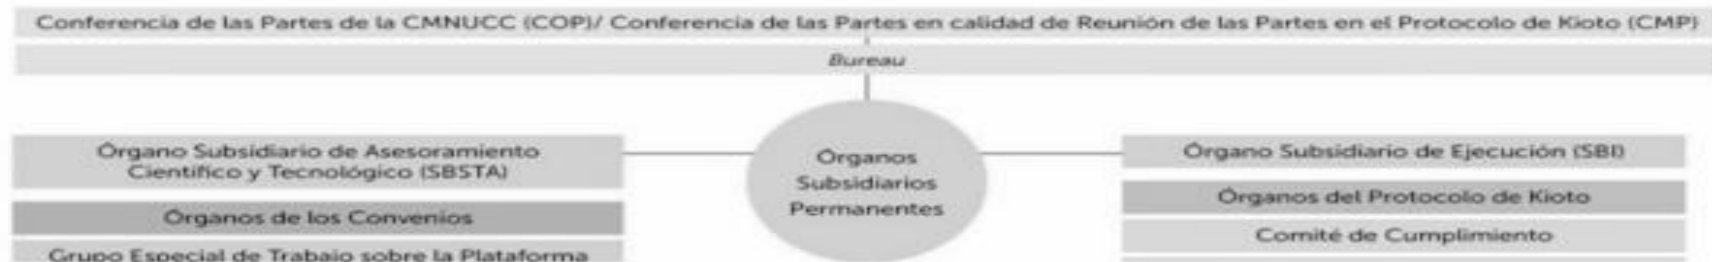 Conferencia de las Partes de la CMNUCC (COP)/ Conferencia de las Partes en calidad de Reunión de las Partes en el Protocolo de Kioto (CMP)
Bureau
Órgano Subsidiario de Asesoramiento
Científico y Tecnológico (SBSTA)
Órganos de los Convenios
Grupo Especial de Trabajo sobre la Plataforma
Órganos
Subsidiarios
Permanentes
Órgano Subsidiario de Ejecución (SBI)
Órganos del Protocolo de Kioto
Comité de Cumplimiento